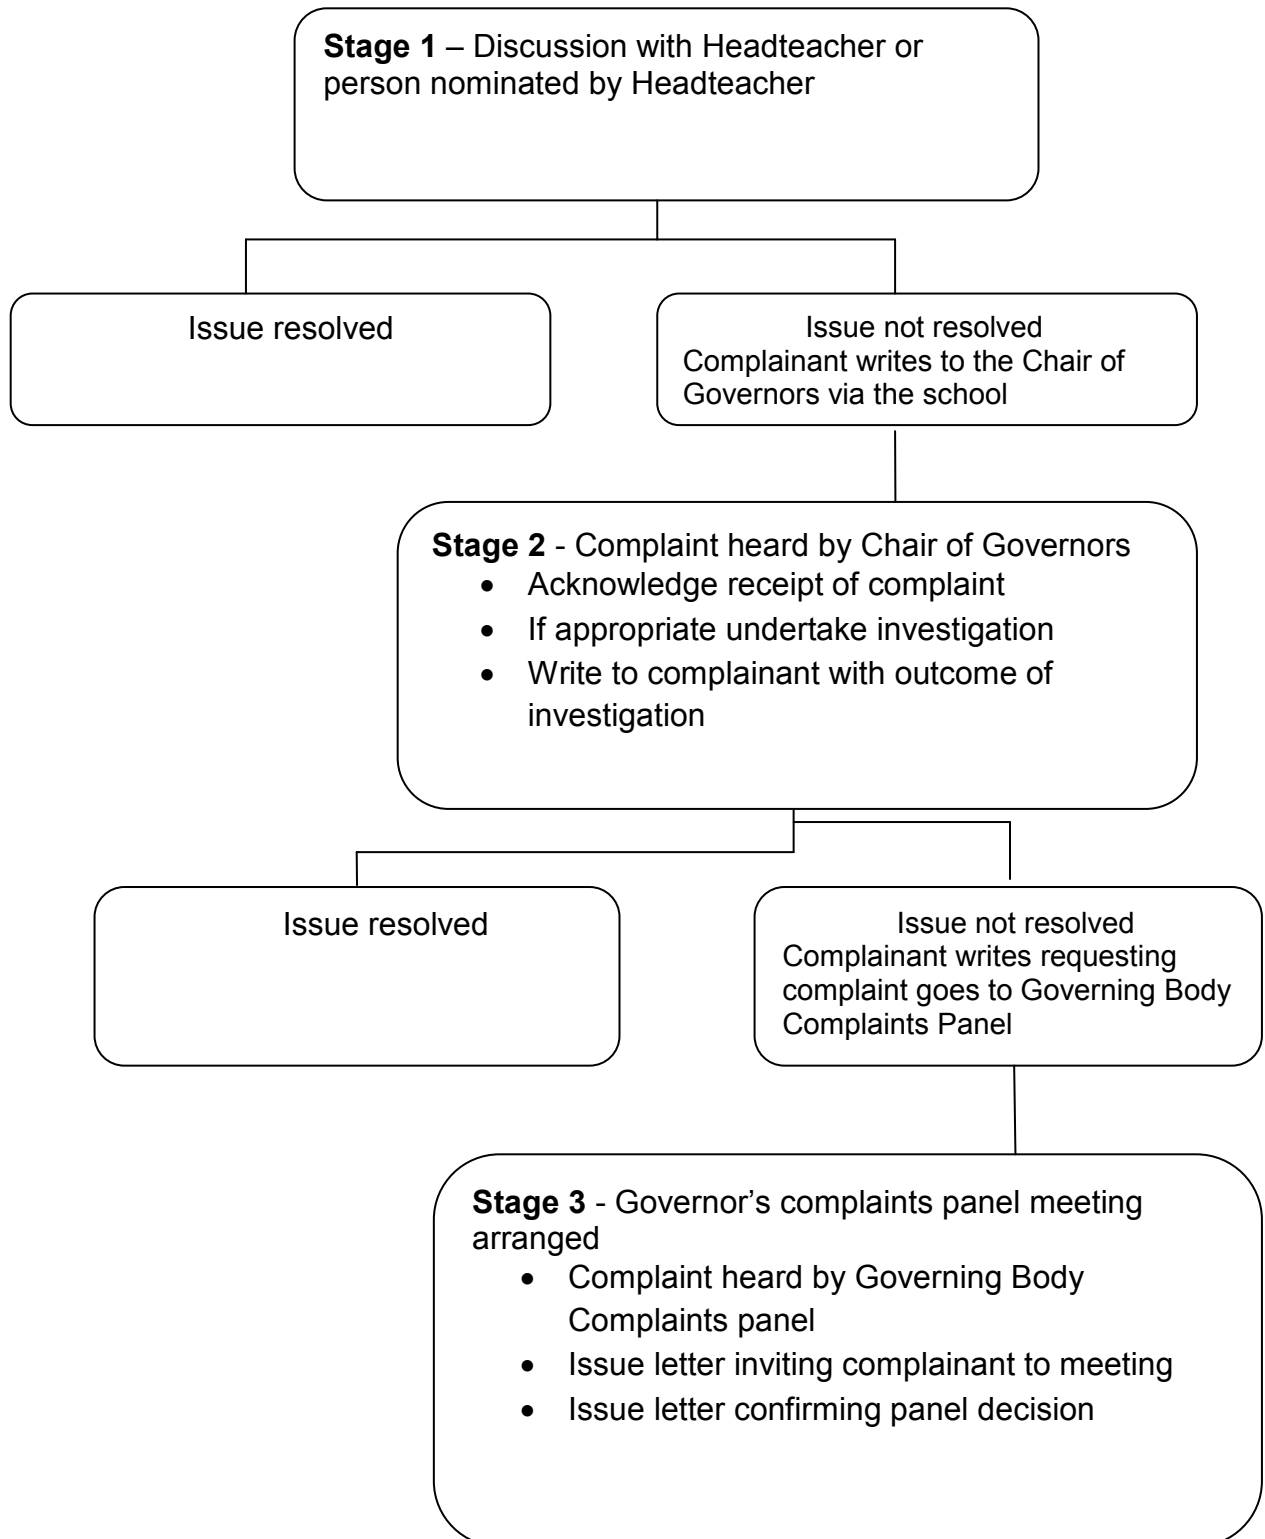 Stage 1 – Discussion with Headteacher or
person nominated by Headteacher
Issue resolved
Issue not resolved
Complainant writes to the Chair of
Governors via the school
Stage 2 - Complaint heard by Chair of Governors
• Acknowledge receipt of complaint
• If appropriate undertake investigation
• Write to complainant with outcome of
investigation
Issue resolved
Issue not resolved
Complainant writes requesting
complaint goes to Governing Body
Complaints Panel
Stage 3 - Governor’s complaints panel meeting
arranged
• Complaint heard by Governing Body
Complaints panel
• Issue letter inviting complainant to meeting
• Issue letter confirming panel decision